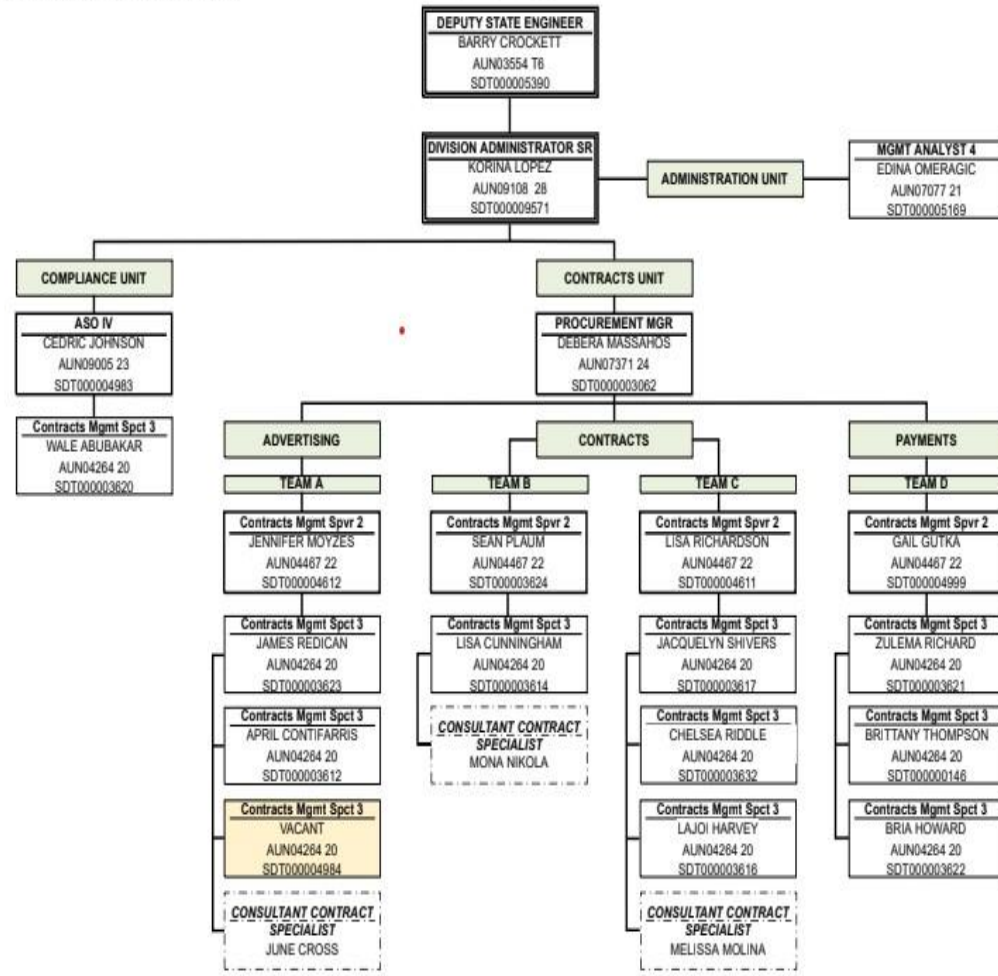 DEPUTY STATE ENGINEER
BARRY CROCKETT
AUN03554 T6
SDT000005390
DIVISION ADMINISTRATOR SR
KORINA LOPEZ
AUN09108 28
SDT000009571
ADMINISTRATION UNIT
MGMT ANALYST 4
EDINA OMERAGIC
AUN07077 21
SDT000005169
COMPLIANCE UNIT
ASO IV
CEDRIC JOHNSON
AUN09005 23
SDT000004983
Contracts Mgmt Spct 3
WALE ABUBAKAR
AUN04264 20
SDT000003620
CONTRACTS UNIT
PROCUREMENT MGR
DEBERA MASSAHOS
AUN07371 24
SDT0000003062
ADVERTISING
TEAM A
Contracts Mgmt Spvr 2
JENNIFER MOYZES
AUN04467 22
SDT000004612
Contracts Mgmt Spct 3
JAMES REDICAN
AUN04264 20
SDT000003623
Contracts Mgmt Spct 3
APRIL CONTIFARRIS
AUN04264 20
SDT000003612
Contracts Mgmt Spct 3
VACANT
AUN04264 20
SDT000004984
CONSULTANT CONTRACT
SPECIALIST
JUNE CROSS
CONTRACTS
TEAM B
Contracts Mgmt Spvr 2
SEAN PLAUM
AUN04467 22
SDT000003624
Contracts Mgmt Spct 3
LISA CUNNINGHAM
AUN04264 20
SDT000003614
CONSULTANT CONTRACT
SPECIALIST
MONA NIKOLA
TEAM C
Contracts Mgmt Spvr 2
LISA RICHARDSON
AUN04467 22
SDT000004611
Contracts Mgmt Spct 3
JACQUELYN SHIVERS
AUN04264 20
SDT000003617
Contracts Mgmt Spct 3
CHELSEA RIDDLE
AUN04264 20
SDT000003632
Contracts Mgmt Spct 3
LAJOI HARVEY
AUN04264 20
SDT000003616
CONSULTANT CONTRACT
SPECIALIST
MELISSA MOLINA
PAYMENTS
TEAM D
Contracts Mgmt Spvr 2
GAIL GUTKA
AUN04467 22
SDT000004999
Contracts Mgmt Spct 3
ZULEMA RICHARD
AUN04264 20
SDT000003621
Contracts Mgmt Spct 3
BRITTANY THOMPSON
AUN04264 20
SDT000000146
Contracts Mgmt Spct 3
BRIA HOWARD
AUN04264 20
SDT000003622